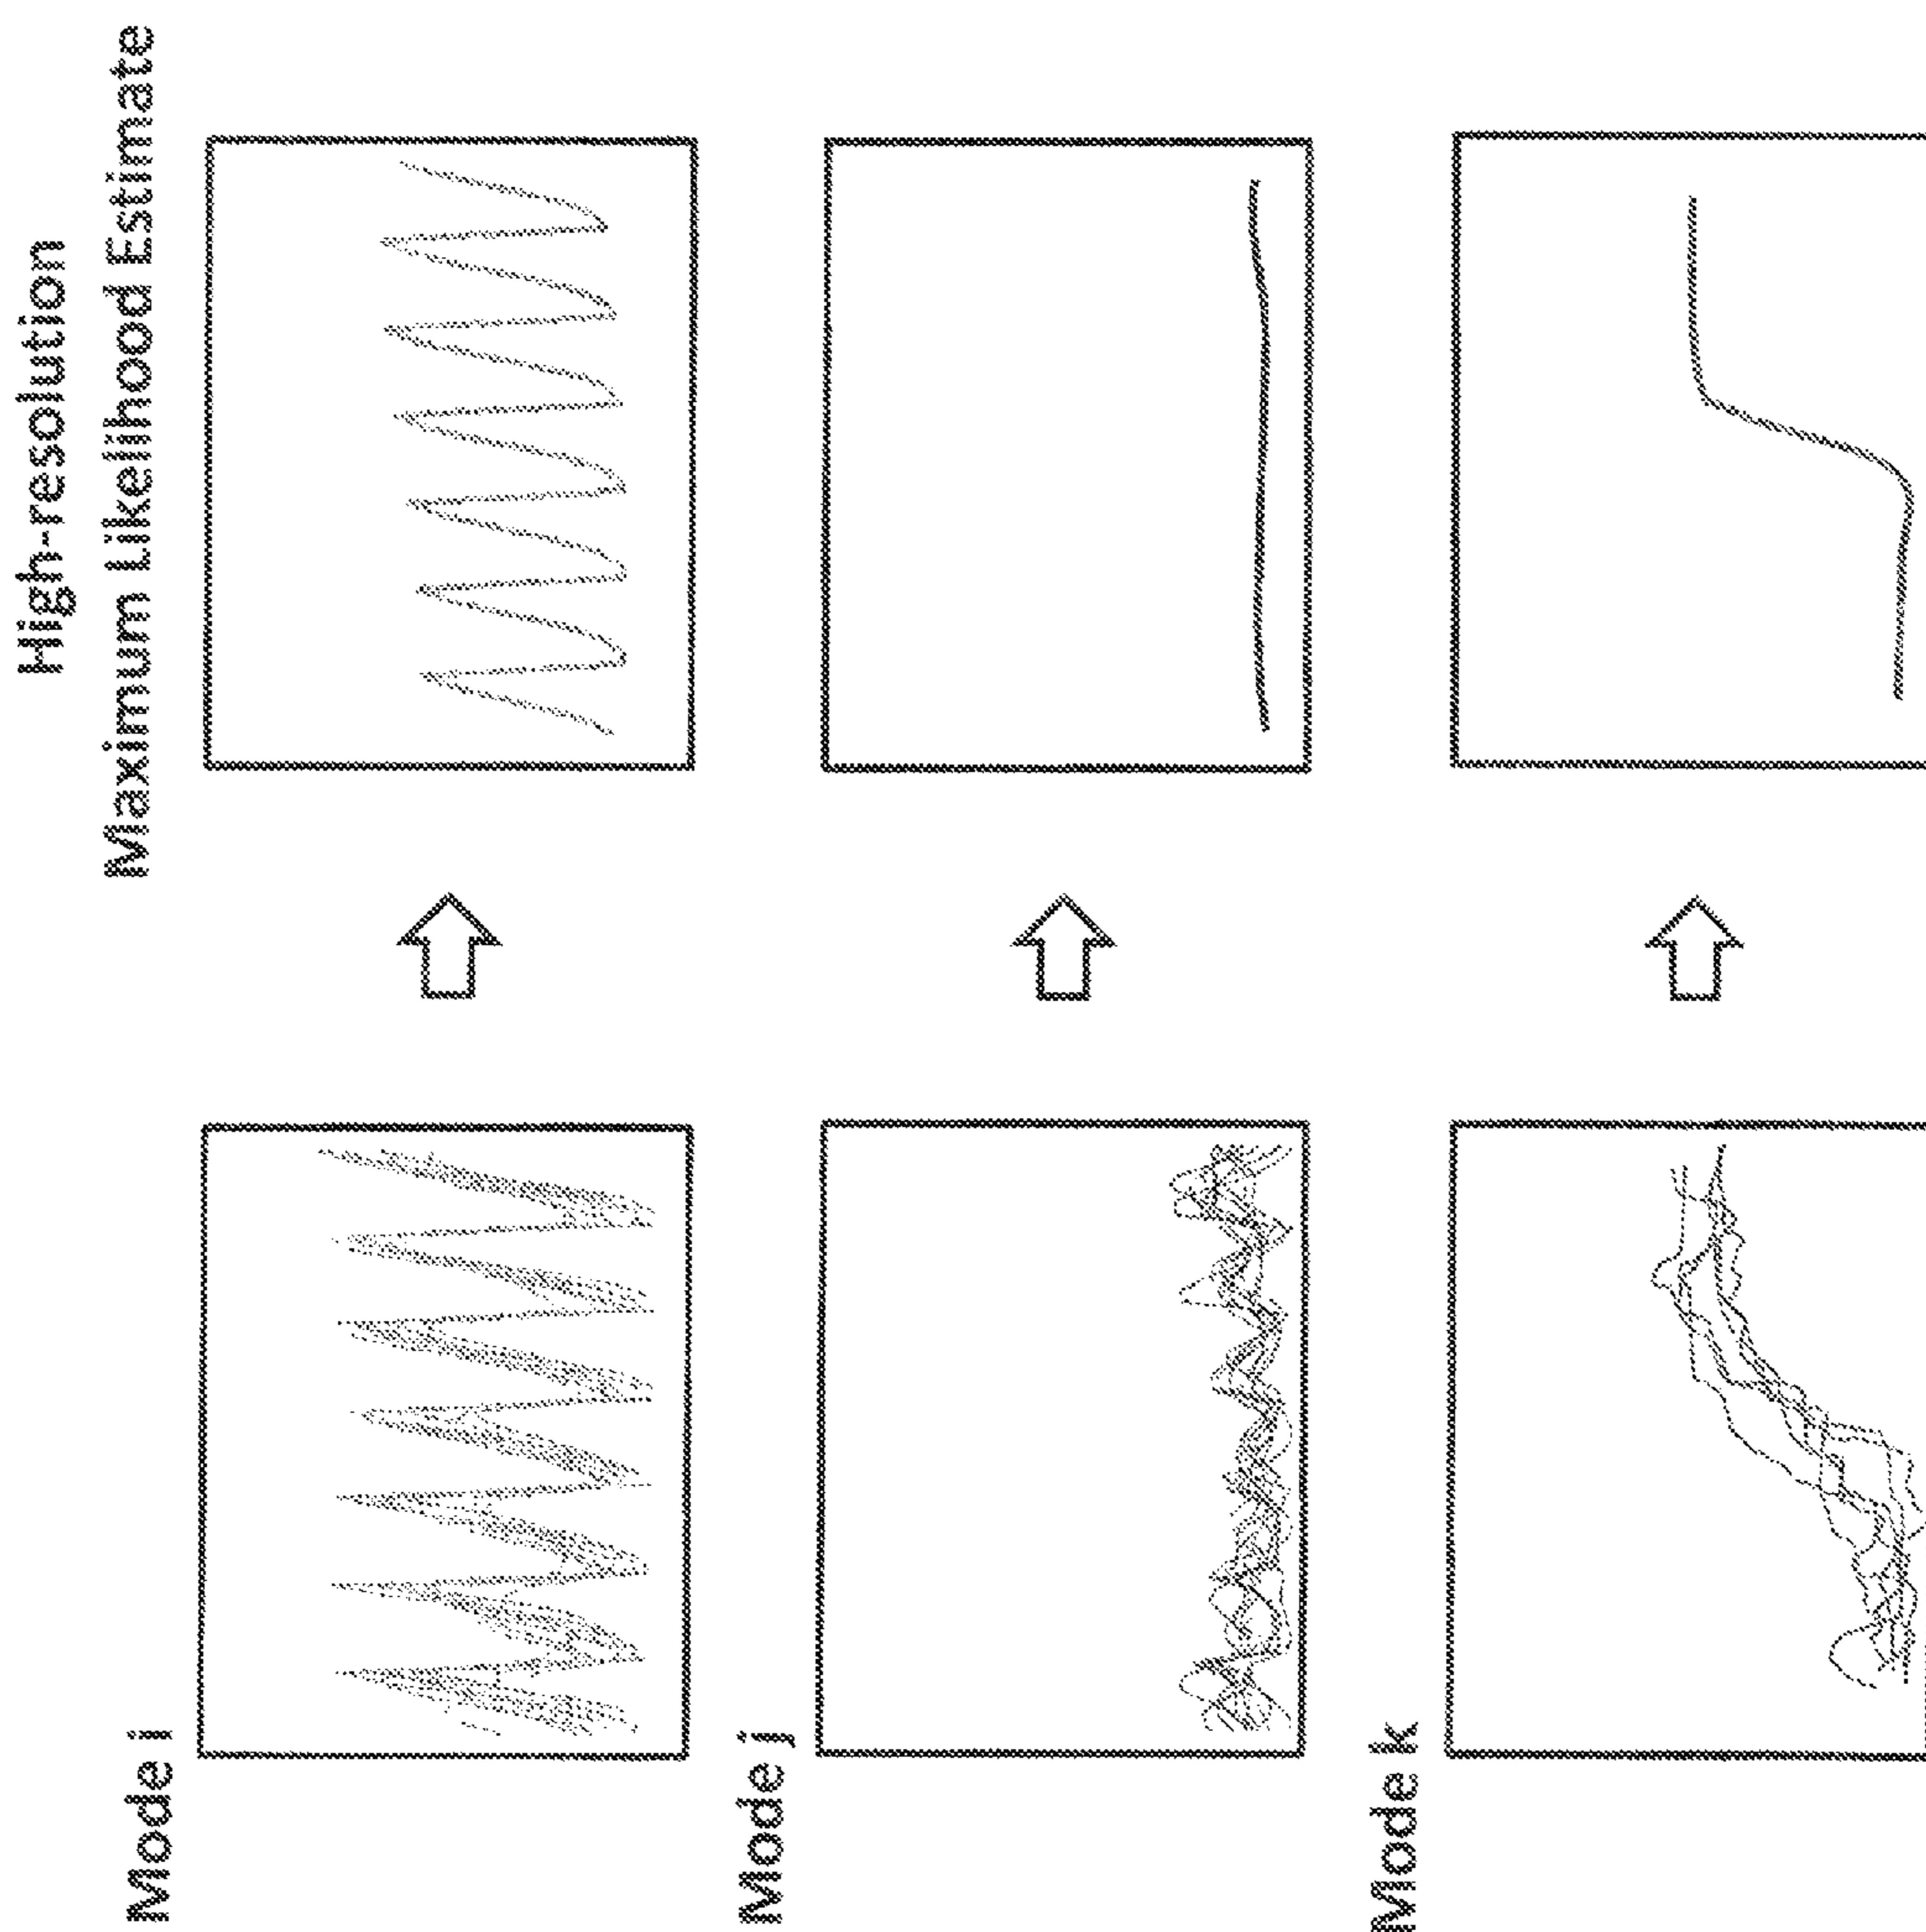 High-resolution
Maximum Likelihood Estimate
Mode i
Mode j
Mode k